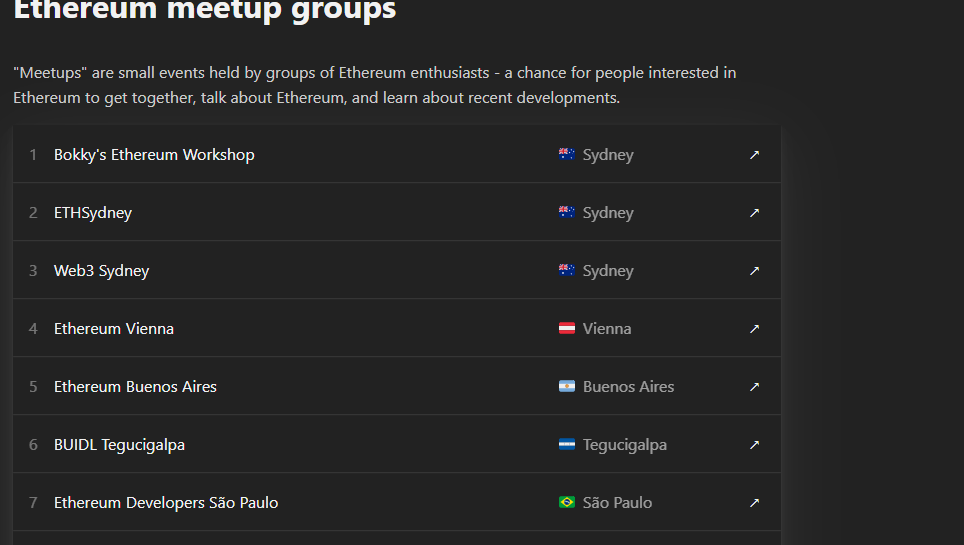 Ethereum meetup groups
"Meetups" are small events held by groups of Ethereum enthusiasts - a chance for people interested in
Ethereum to get together, talk about Ethereum, and learn about recent developments.
1 Bokky's Ethereum Workshop Sydney ↗
2 ETHSydney Sydney ↗
3 Web3 Sydney Sydney ↗
4 Ethereum Vienna Vienna ↗
5 Ethereum Buenos Aires Buenos Aires ↗
6 BUIDL Tegucigalpa Tegucigalpa ↗
7 Ethereum Developers São Paulo São Paulo ↗